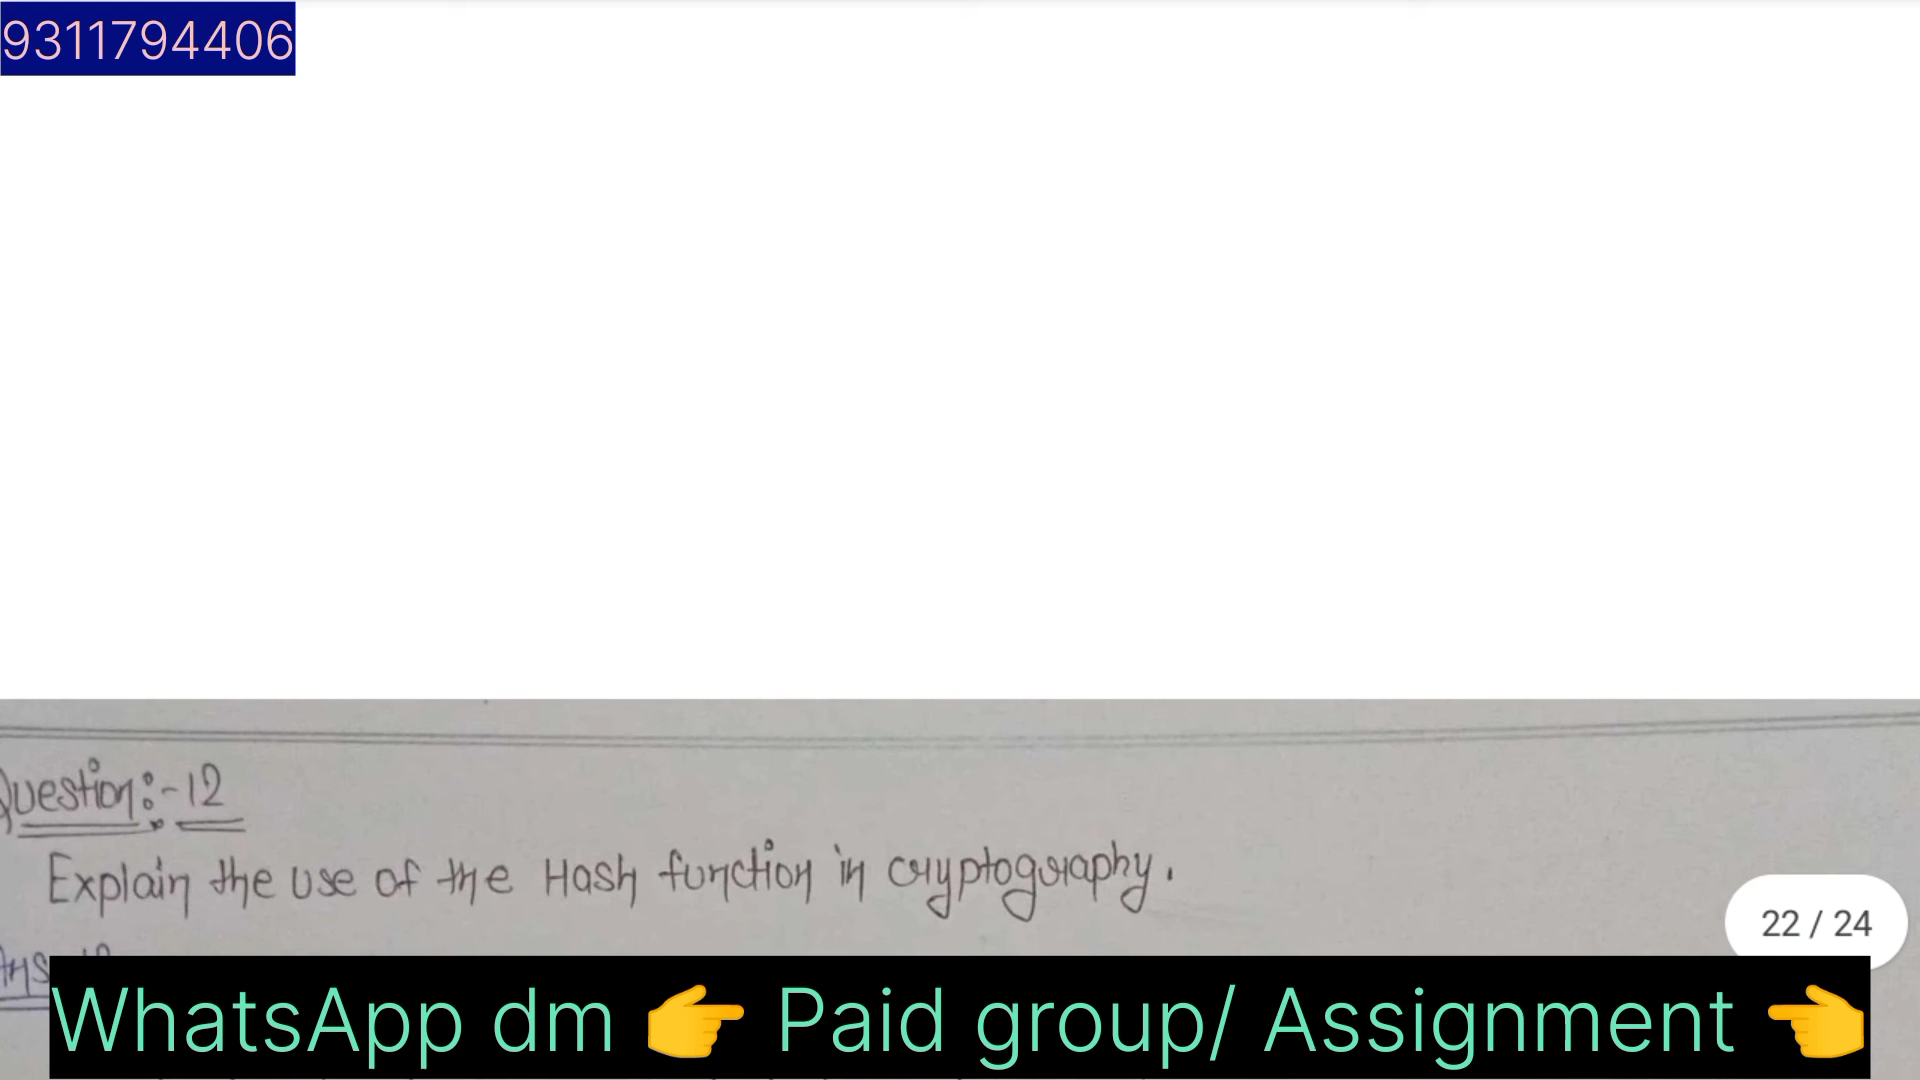 9311794406
Question:-12
Explain the use of the Hash function in cryptography.
22 / 24
Ans
WhatsApp dm 👉 Paid group/ Assignment 👈